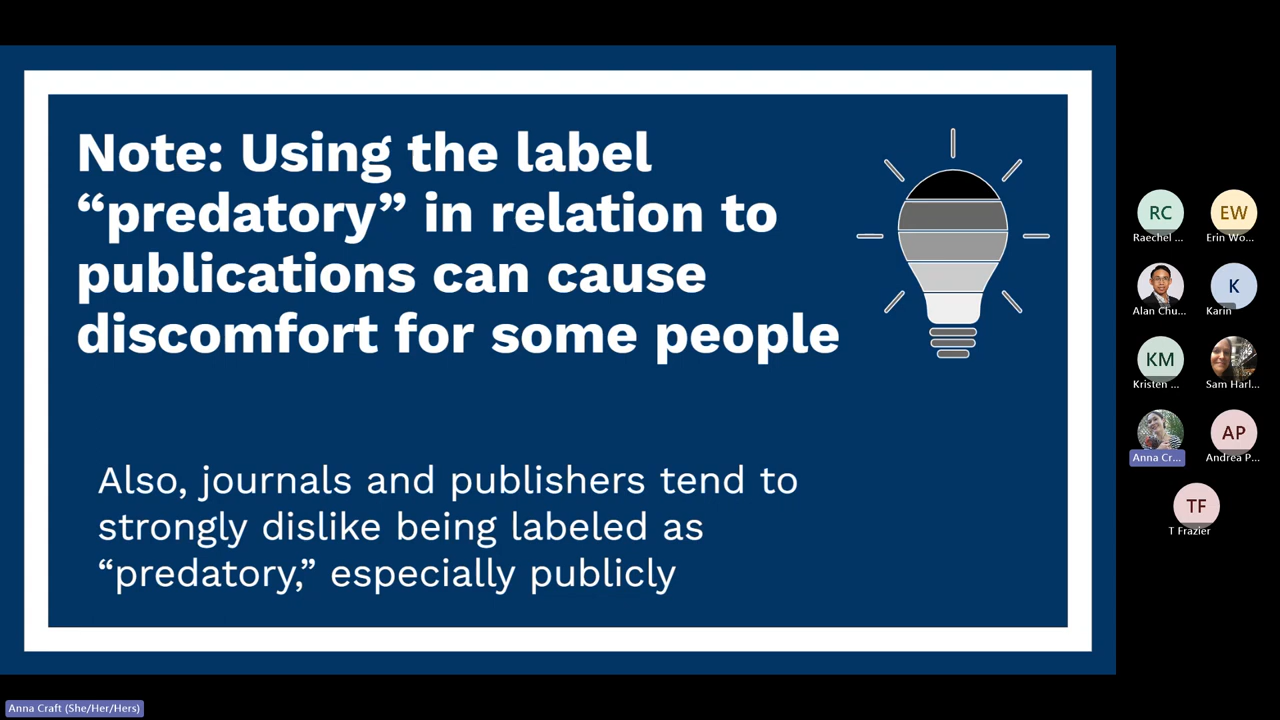 Note: Using the label
“predatory” in relation to
publications can cause
discomfort for some people
Also, journals and publishers tend to
strongly dislike being labeled as
“predatory,” especially publicly
RC
Raechel ...
EW
Erin Wo...
Alan Chu...
K
Karin
KM
Kristen ...
Sam Harl...
Anna Cr...
AP
Andrea P...
TF
T Frazier
Anna Craft (She/Her/Hers)